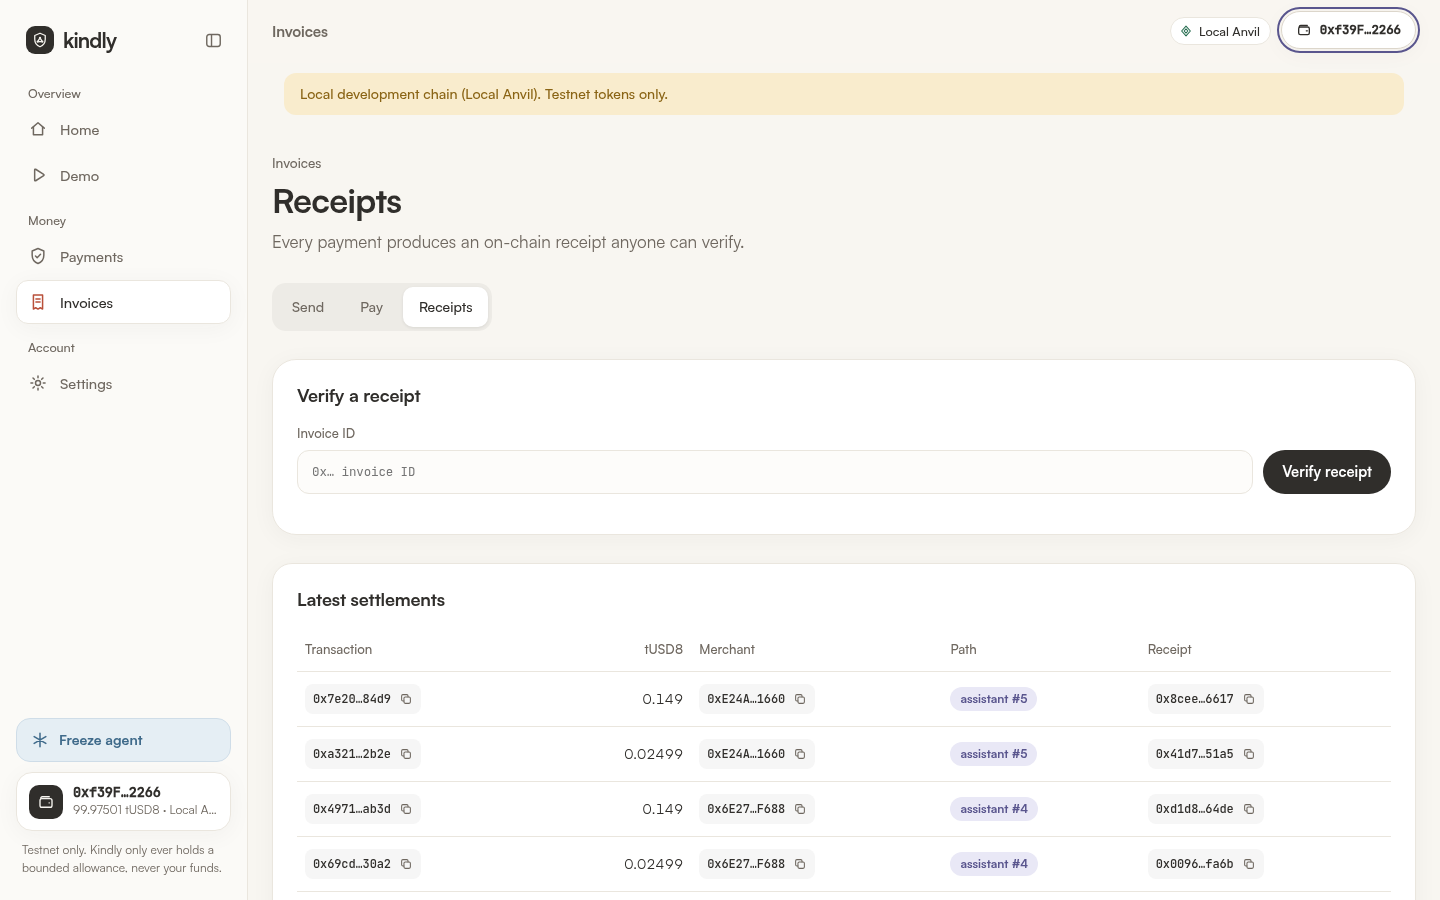 kindly
Overview
Home
Demo
Money
Payments
Invoices
Account
Settings
Freeze agent
0xf39F…2266
99.97501 tUSD8 · Local A…
Testnet only. Kindly only ever holds a
bounded allowance, never your funds.
Invoices
Local Anvil
0xf39F…2266
Local development chain (Local Anvil). Testnet tokens only.
Invoices
Receipts
Every payment produces an on-chain receipt anyone can verify.
Send Pay Receipts
Verify a receipt
Invoice ID
0x… invoice ID
Verify receipt
Latest settlements
Transaction tUSD8 Merchant Path Receipt
0x7e20…84d9 0.149 0xE24A…1660 assistant #5 0x8cee…6617
0xa321…2b2e 0.02499 0xE24A…1660 assistant #5 0x41d7…51a5
0x4971…ab3d 0.149 0x6E27…F688 assistant #4 0xd1d8…64de
0x69cd…30a2 0.02499 0x6E27…F688 assistant #4 0x0096…fa6b